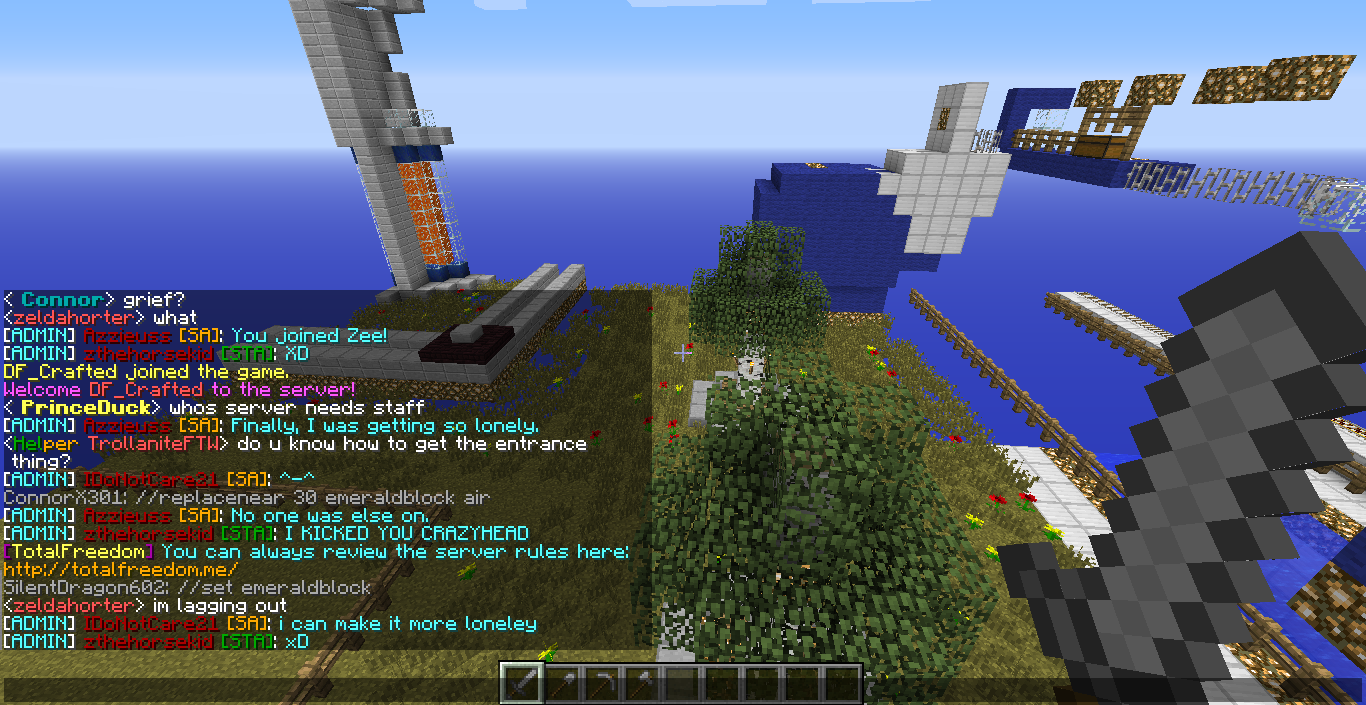 < Connor> grief?
<zeldahorter> what
[ADMIN] Azzieuss [SA]: You joined Zee!
[ADMIN] zthehorsekid [STA]: XD
DF_Crafted joined the game.
Welcome DF_Crafted to the server!
< PrinceDuck> whos server needs staff
[ADMIN] Azzieuss [SA]: Finally, I was getting so lonely.
<Helper TrollaniteFTW> do u know how to get the entrance
thing?
[ADMIN] IDoNotCare21 [SA]: ^-^
ConnorX301: //replacenear 30 emeraldblock air
[ADMIN] Azzieuss [SA]: No one was else on.
[ADMIN] zthehorsekid [STA]: I KICKED YOU CRAZYHEAD
[TotalFreedom] You can always review the server rules here:
http://totalfreedom.me/
SilentDragon602: //set emeraldblock
<zeldahorter> im lagging out
[ADMIN] IDoNotCare21 [SA]: i can make it more loneley
[ADMIN] zthehorsekid [STA]: xD